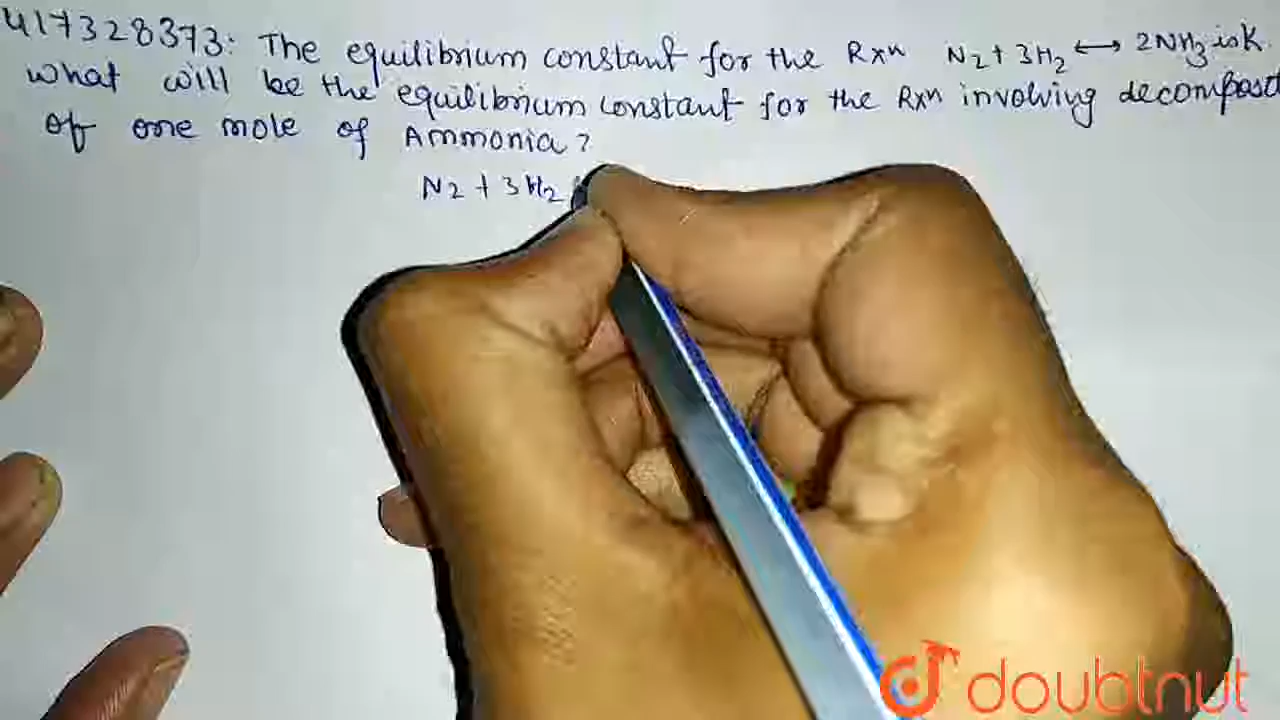 417328373: The equilibrium constant for the Rxn N2 + 3H2 ⟷ 2NH3 is K.
What will be the equilibrium constant for the Rxn involving
of one mole of Ammonia?
N2 + 3H2
doubtnut